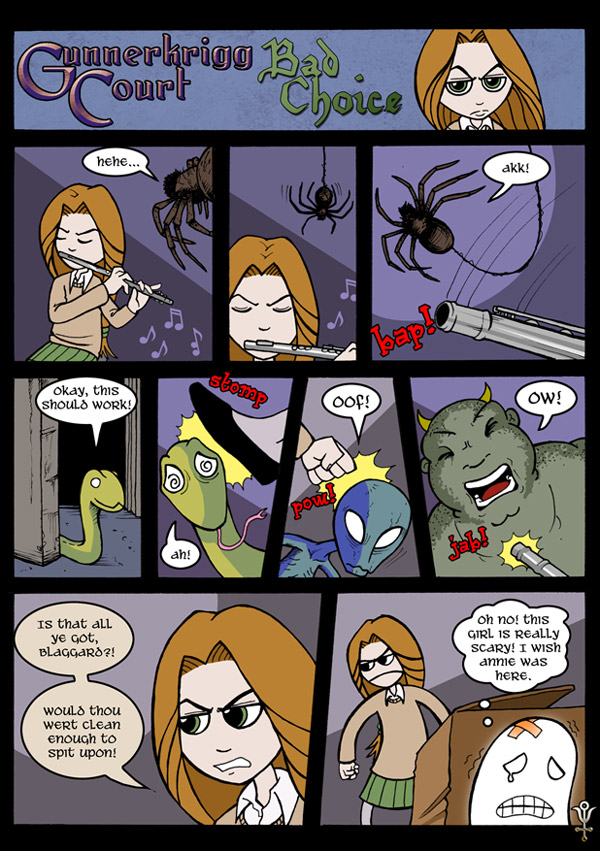 Gunnerkrigg
Court
Bad
Choice
hehe...
akk!
bap!
okay, this
should work!
stomp
ah!
oof!
pow!
ow!
jab!
Is that all
ye got,
blaggard?!
would thou
wert clean
enough to
spit upon!
oh no! this
girl is really
scary! I wish
annie was
here.